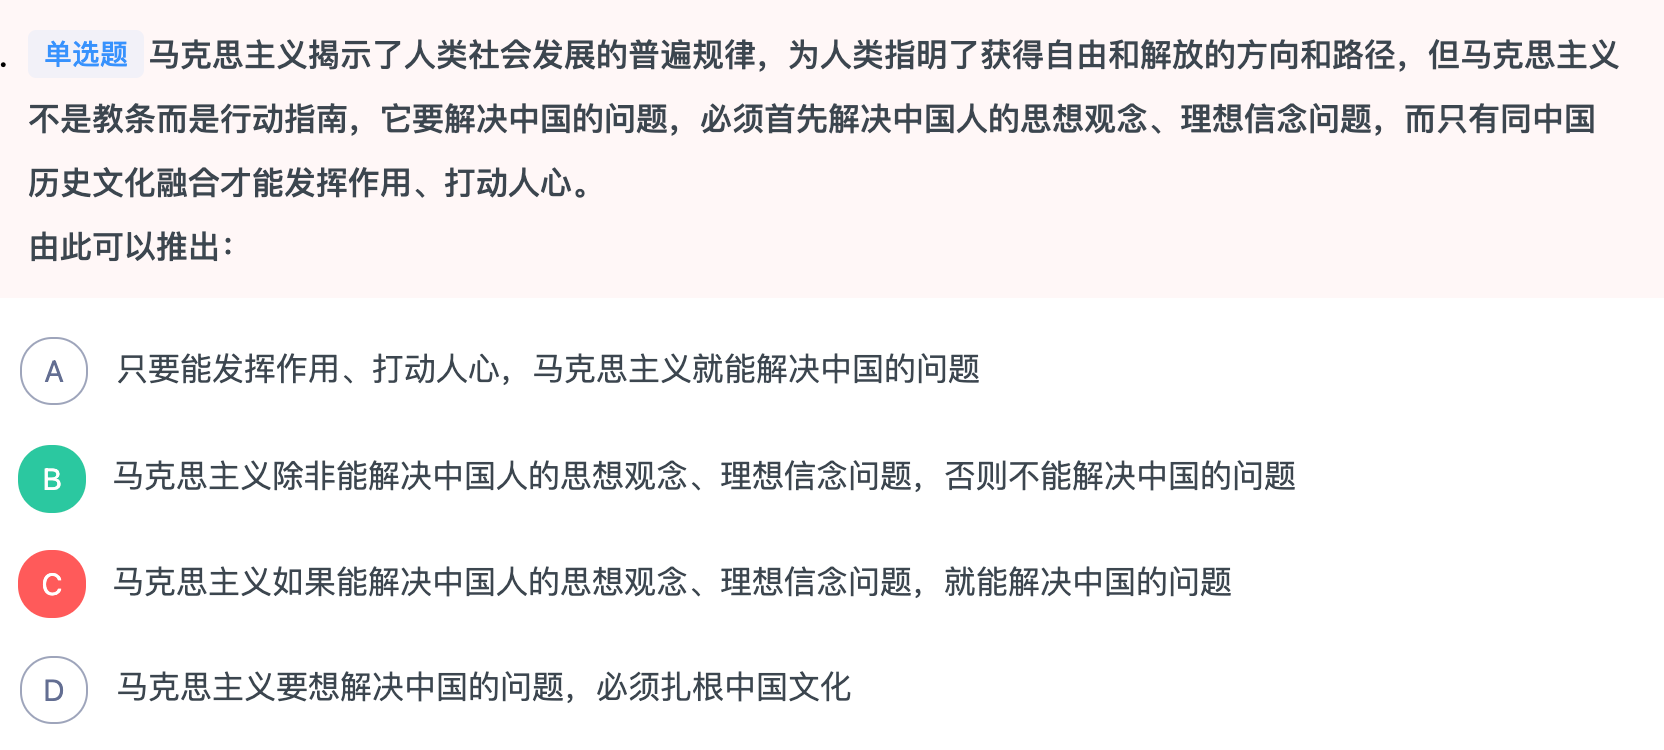 . 单选题 马克思主义揭示了人类社会发展的普遍规律，为人类指明了获得自由和解放的方向和路径，但马克思主义
不是教条而是行动指南，它要解决中国的问题，必须首先解决中国人的思想观念、理想信念问题，而只有同中国
历史文化融合才能发挥作用、打动人心。
由此可以推出：
A 只要能发挥作用、打动人心，马克思主义就能解决中国的问题
B 马克思主义除非能解决中国人的思想观念、理想信念问题，否则不能解决中国的问题
C 马克思主义如果能解决中国人的思想观念、理想信念问题，就能解决中国的问题
D 马克思主义要想解决中国的问题，必须扎根中国文化